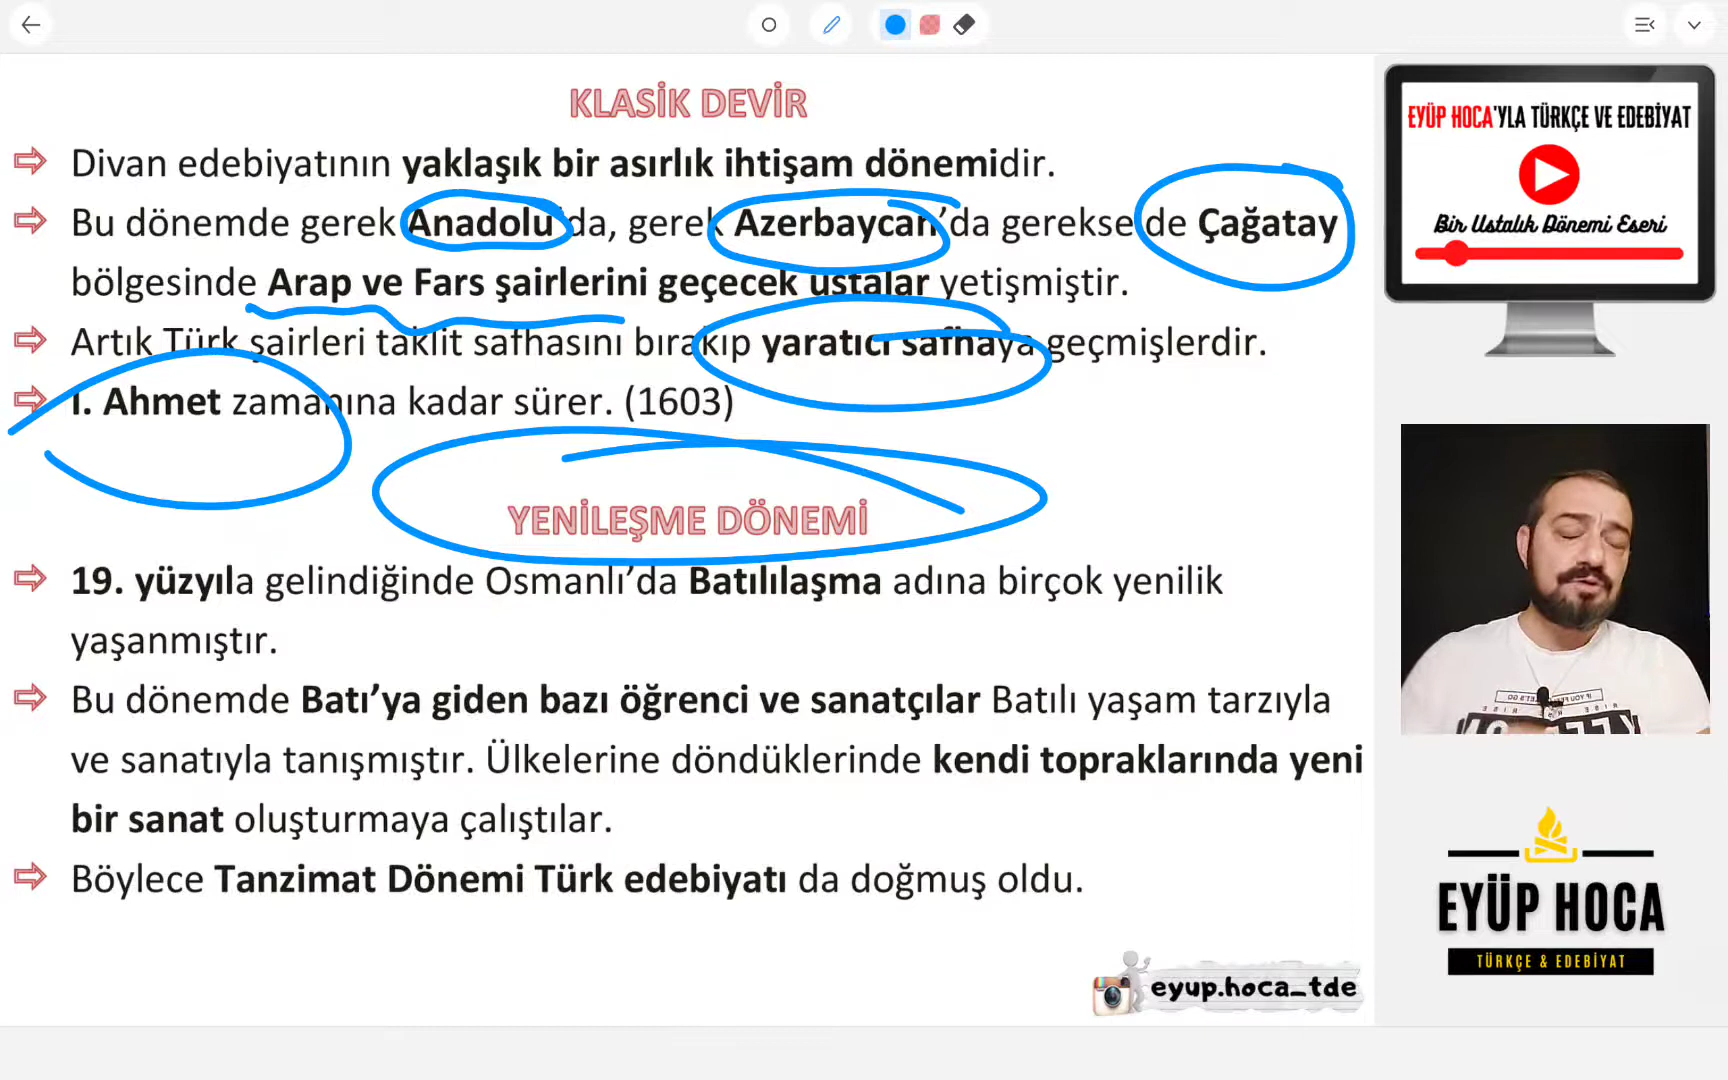 KLASİK DEVİR
Divan edebiyatının yaklaşık bir asırlık ihtişam dönemidir.
Bu dönemde gerek Anadolu'da, gerek Azerbaycan'da gerekse de Çağatay
bölgesinde Arap ve Fars şairlerini geçecek ustalar yetişmiştir.
Artık Türk şairleri taklit safhasını bırakıp yaratıcı safhaya geçmişlerdir.
I. Ahmet zamanına kadar sürer. (1603)
YENİLEŞME DÖNEMİ
19. yüzyıla gelindiğinde Osmanlı'da Batılılaşma adına birçok yenilik
yaşanmıştır.
Bu dönemde Batı'ya giden bazı öğrenci ve sanatçılar Batılı yaşam tarzıyla
ve sanatıyla tanışmıştır. Ülkelerine döndüklerinde kendi topraklarında yeni
bir sanat oluşturmaya çalıştılar.
Böylece Tanzimat Dönemi Türk edebiyatı da doğmuş oldu.
eyup.hoca_tde
EYÜP HOCA'YLA TÜRKÇE VE EDEBİYAT
Bir Ustalık Dönemi Eseri
EYÜP HOCA
TÜRKÇE & EDEBİYAT